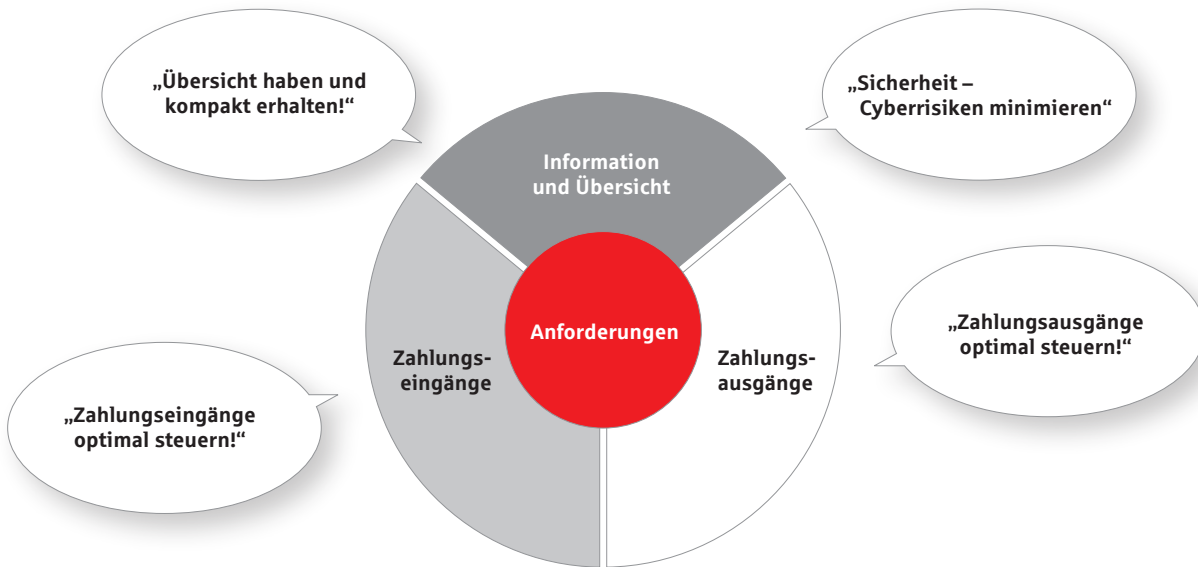 „Übersicht haben und
kompakt erhalten!“
„Sicherheit –
Cyberrisiken minimieren“
Information
und Übersicht
Anforderungen
Zahlungs-
eingänge
Zahlungs-
ausgänge
„Zahlungsausgänge
optimal steuern!“
„Zahlungseingänge
optimal steuern!“